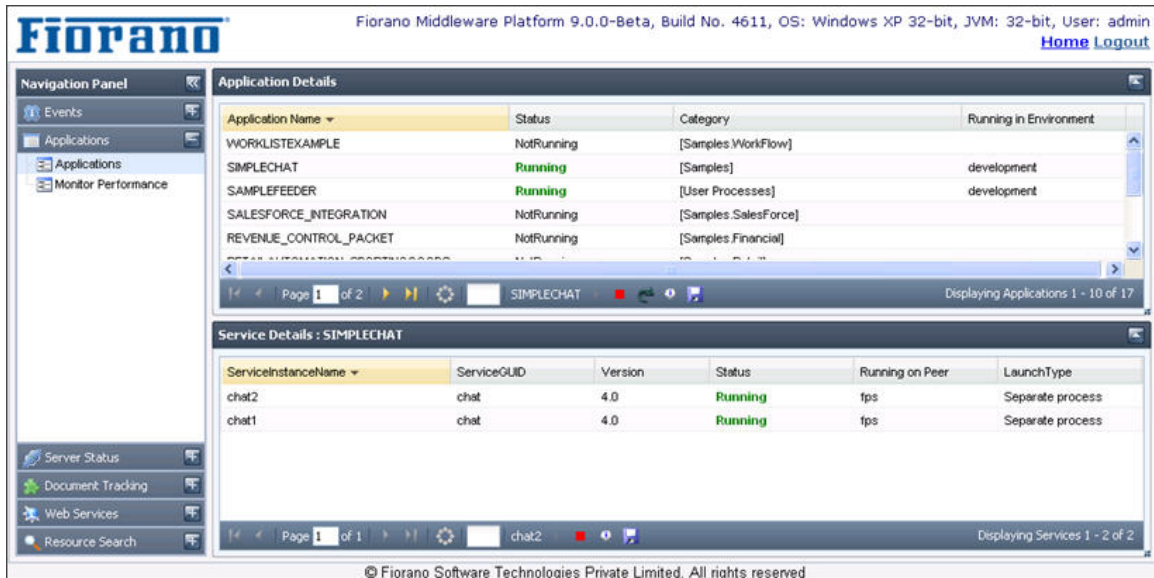 Fiorano
Fiorano Middleware Platform 9.0.0-Beta, Build No. 4611, OS: Windows XP 32-bit, JVM: 32-bit, User: admin
Home Logout
Navigation Panel
Events
Applications
Applications
Monitor Performance
Server Status
Document Tracking
Web Services
Resource Search
Application Details
Application Name Status Category Running in Environment
WORKLISTEXAMPLE NotRunning [Samples.WorkFlow]
SIMPLECHAT Running [Samples] development
SAMPLEFEEDER Running [User Processes] development
SALESFORCE_INTEGRATION NotRunning [Samples.SalesForce]
REVENUE_CONTROL_PACKET NotRunning [Samples.Financial]
Page 1 of 2 SIMPLECHAT Displaying Applications 1 - 10 of 17
Service Details : SIMPLECHAT
ServiceInstanceName ServiceGUID Version Status Running on Peer LaunchType
chat2 chat 4.0 Running fps Separate process
chat1 chat 4.0 Running fps Separate process
Page 1 of 1 chat2 Displaying Services 1 - 2 of 2
© Fiorano Software Technologies Private Limited. All rights reserved